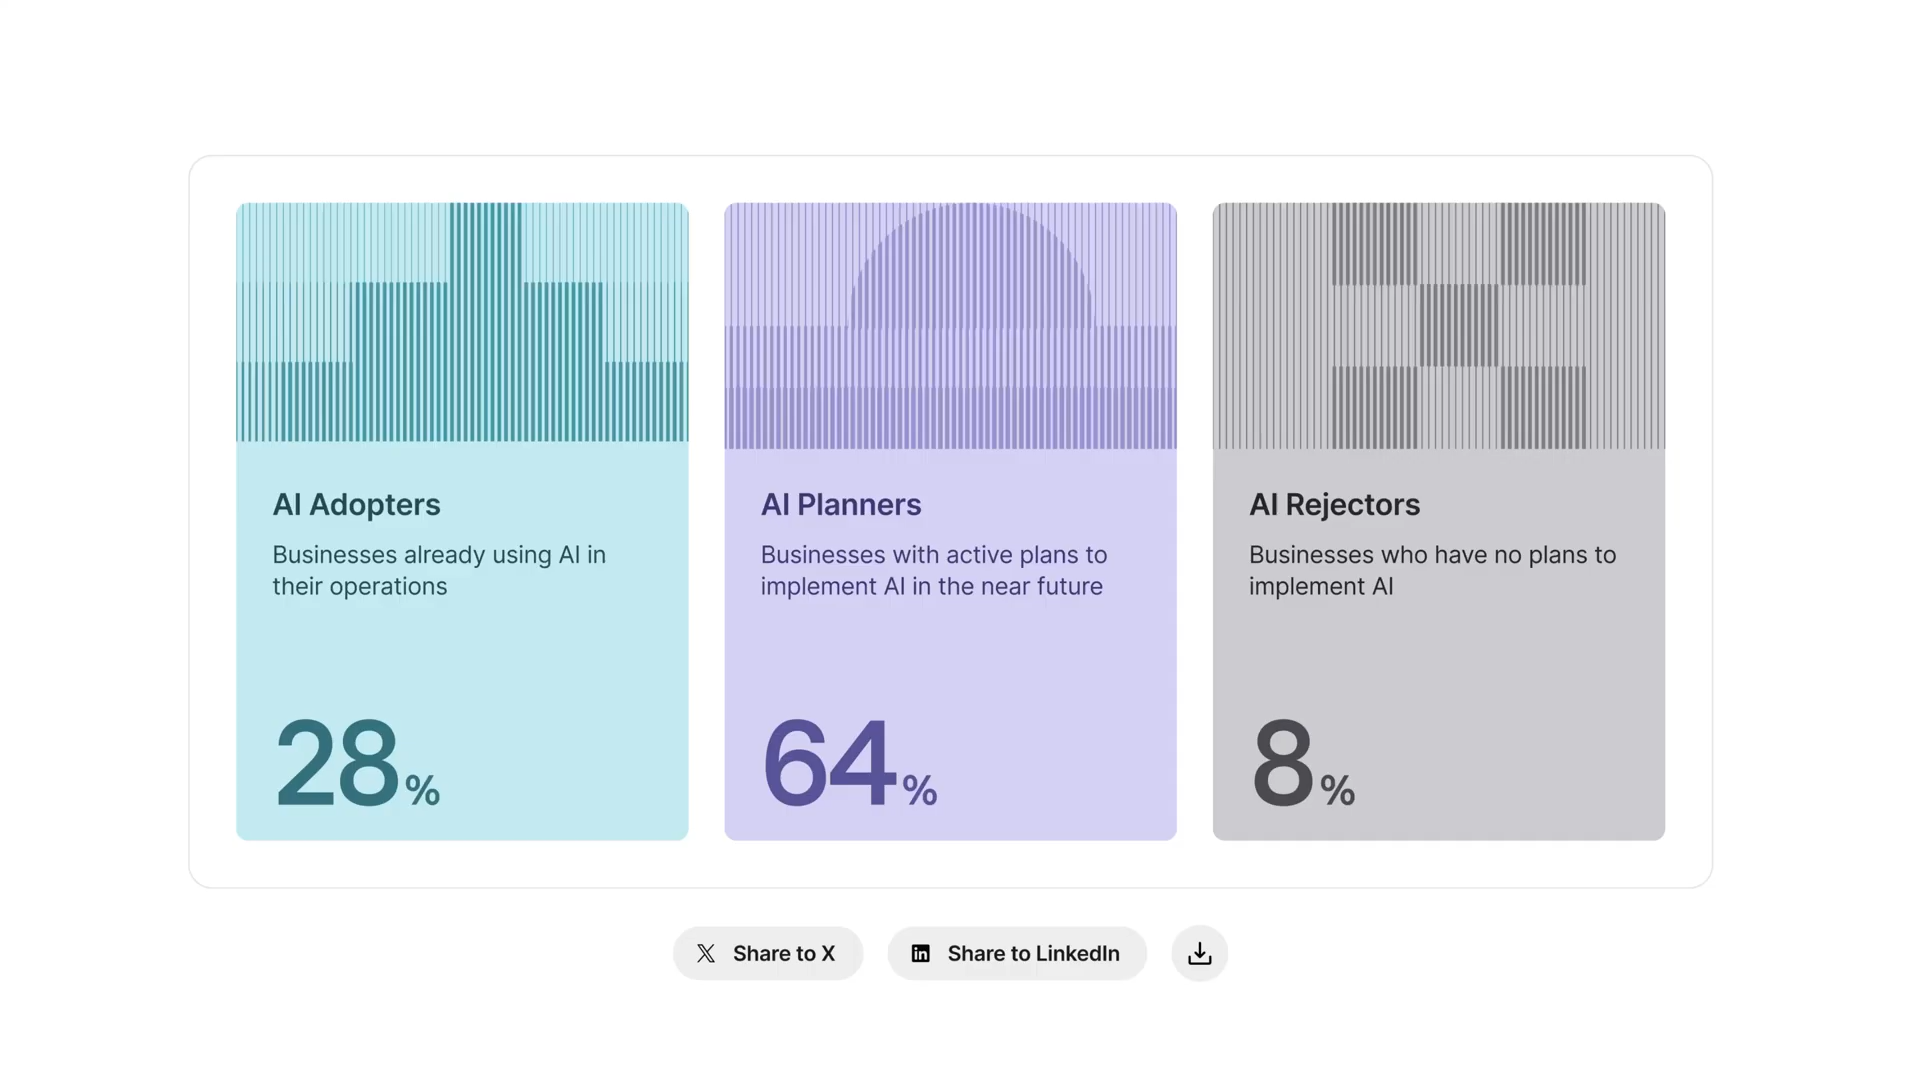 AI Adopters
Businesses already using AI in
their operations
28%
AI Planners
Businesses with active plans to
implement AI in the near future
64%
AI Rejectors
Businesses who have no plans to
implement AI
8%
Share to X
Share to LinkedIn